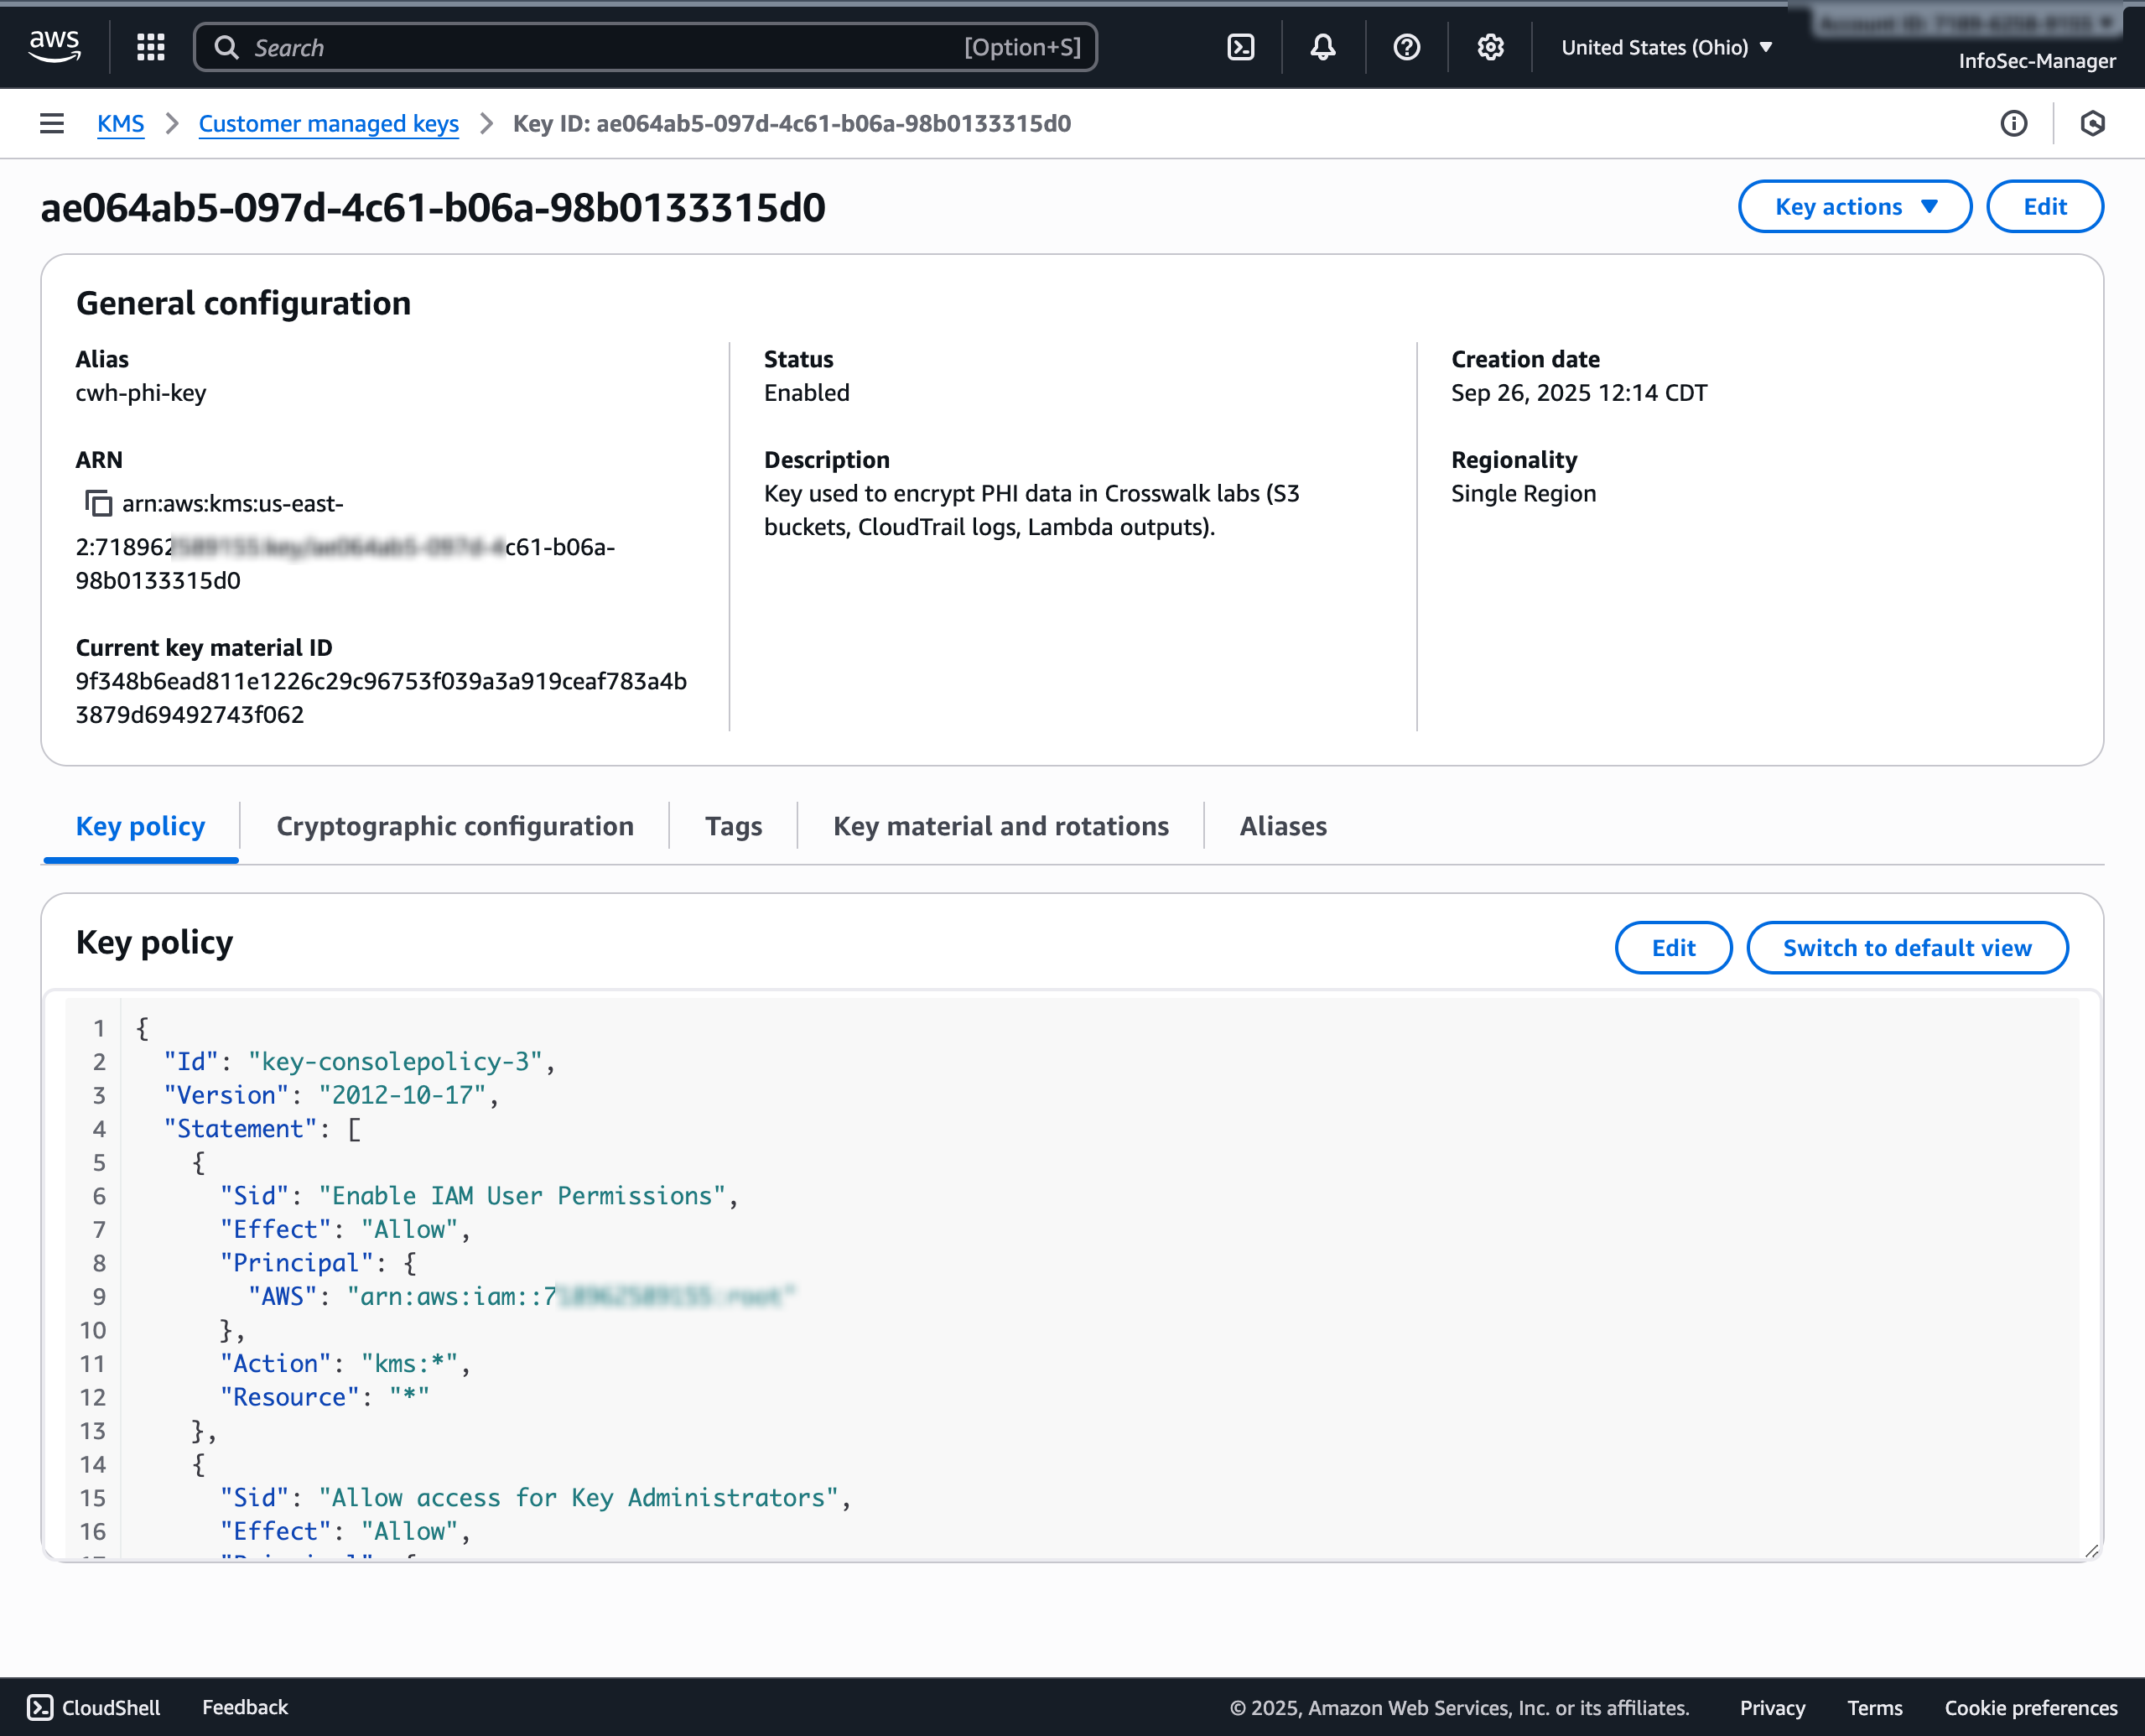 aws
Search [Option+S]
United States (Ohio)
InfoSec-Manager
KMS > Customer managed keys > Key ID: ae064ab5-097d-4c61-b06a-98b0133315d0
ae064ab5-097d-4c61-b06a-98b0133315d0
Key actions
Edit
General configuration
Alias
cwh-phi-key
ARN
arn:aws:kms:us-east-
2:718962 c61-b06a-
98b0133315d0
Current key material ID
9f348b6ead811e1226c29c96753f039a3a919ceaf783a4b
3879d69492743f062
Status
Enabled
Description
Key used to encrypt PHI data in Crosswalk labs (S3
buckets, CloudTrail logs, Lambda outputs).
Creation date
Sep 26, 2025 12:14 CDT
Regionality
Single Region
Key policy
Cryptographic configuration
Tags
Key material and rotations
Aliases
Key policy
Edit
Switch to default view
1 {
2 "Id": "key-consolepolicy-3",
3 "Version": "2012-10-17",
4 "Statement": [
5 {
6 "Sid": "Enable IAM User Permissions",
7 "Effect": "Allow",
8 "Principal": {
9 "AWS": "arn:aws:iam::7
10 },
11 "Action": "kms:*",
12 "Resource": "*"
13 },
14 {
15 "Sid": "Allow access for Key Administrators",
16 "Effect": "Allow",
CloudShell
Feedback
© 2025, Amazon Web Services, Inc. or its affiliates.
Privacy
Terms
Cookie preferences